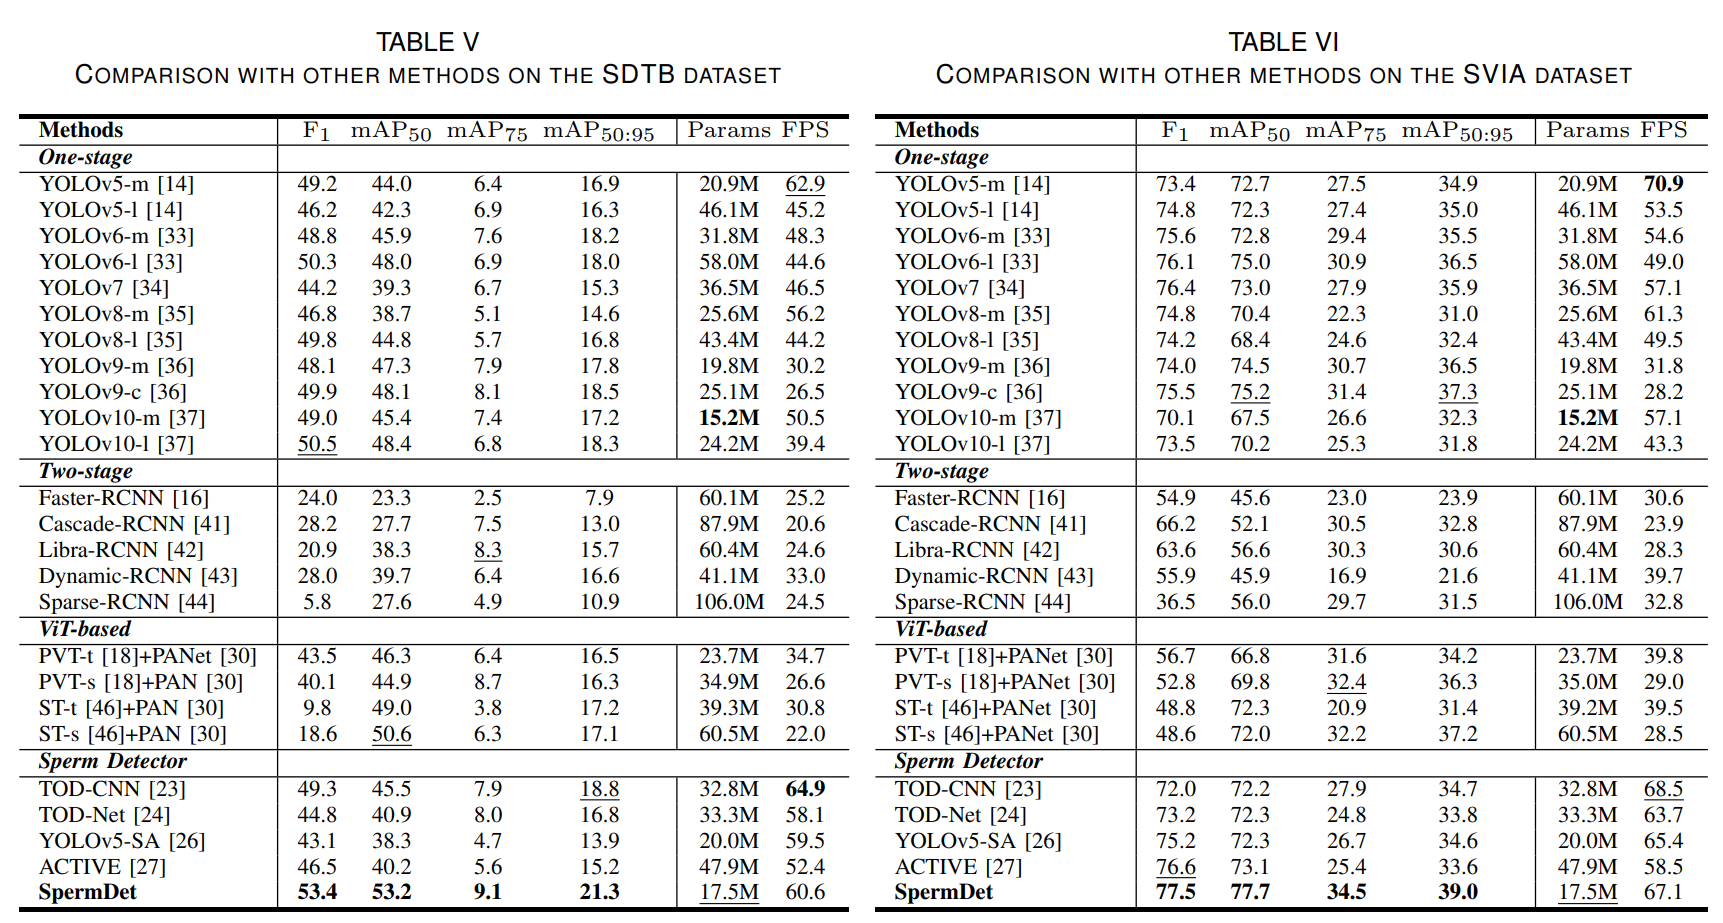 TABLE V
COMPARISON WITH OTHER METHODS ON THE SDTB DATASET
Methods F1 mAP50 mAP75 mAP50:95 Params FPS
One-stage
YOLOv5-m [14] 49.2 44.0 6.4 16.9 20.9M 62.9
YOLOv5-l [14] 46.2 42.3 6.9 16.3 46.1M 45.2
YOLOv6-m [33] 48.8 45.9 7.6 18.2 31.8M 48.3
YOLOv6-l [33] 50.3 48.0 6.9 18.0 58.0M 44.6
YOLOv7 [34] 44.2 39.3 6.7 15.3 36.5M 46.5
YOLOv8-m [35] 46.8 38.7 5.1 14.6 25.6M 56.2
YOLOv8-l [35] 49.8 44.8 5.7 16.8 43.4M 44.2
YOLOv9-m [36] 48.1 47.3 7.9 17.8 19.8M 30.2
YOLOv9-c [36] 49.9 48.1 8.1 18.5 25.1M 26.5
YOLOv10-m [37] 49.0 45.4 7.4 17.2 15.2M 50.5
YOLOv10-l [37] 50.5 48.4 6.8 18.3 24.2M 39.4
Two-stage
Faster-RCNN [16] 24.0 23.3 2.5 7.9 60.1M 25.2
Cascade-RCNN [41] 28.2 27.7 7.5 13.0 87.9M 20.6
Libra-RCNN [42] 20.9 38.3 8.3 15.7 60.4M 24.6
Dynamic-RCNN [43] 28.0 39.7 6.4 16.6 41.1M 33.0
Sparse-RCNN [44] 5.8 27.6 4.9 10.9 106.0M 24.5
ViT-based
PVT-t [18]+PANet [30] 43.5 46.3 6.4 16.5 23.7M 34.7
PVT-s [18]+PAN [30] 40.1 44.9 8.7 16.3 34.9M 26.6
ST-t [46]+PAN [30] 9.8 49.0 3.8 17.2 39.3M 30.8
ST-s [46]+PAN [30] 18.6 50.6 6.3 17.1 60.5M 22.0
Sperm Detector
TOD-CNN [23] 49.3 45.5 7.9 18.8 32.8M 64.9
TOD-Net [24] 44.8 40.9 8.0 16.8 33.3M 58.1
YOLOv5-SA [26] 43.1 38.3 4.7 13.9 20.0M 59.5
ACTIVE [27] 46.5 40.2 5.6 15.2 47.9M 52.4
SpermDet 53.4 53.2 9.1 21.3 17.5M 60.6
TABLE VI
COMPARISON WITH OTHER METHODS ON THE SVIA DATASET
Methods F1 mAP50 mAP75 mAP50:95 Params FPS
One-stage
YOLOv5-m [14] 73.4 72.7 27.5 34.9 20.9M 70.9
YOLOv5-l [14] 74.8 72.3 27.4 35.0 46.1M 53.5
YOLOv6-m [33] 75.6 72.8 29.4 35.5 31.8M 54.6
YOLOv6-l [33] 76.1 75.0 30.9 36.5 58.0M 49.0
YOLOv7 [34] 76.4 73.0 27.9 35.9 36.5M 57.1
YOLOv8-m [35] 74.8 70.4 22.3 31.0 25.6M 61.3
YOLOv8-l [35] 74.2 68.4 24.6 32.4 43.4M 49.5
YOLOv9-m [36] 74.0 74.5 30.7 36.5 19.8M 31.8
YOLOv9-c [36] 75.5 75.2 31.4 37.3 25.1M 28.2
YOLOv10-m [37] 70.1 67.5 26.6 32.3 15.2M 57.1
YOLOv10-l [37] 73.5 70.2 25.3 31.8 24.2M 43.3
Two-stage
Faster-RCNN [16] 54.9 45.6 23.0 23.9 60.1M 30.6
Cascade-RCNN [41] 66.2 52.1 30.5 32.8 87.9M 23.9
Libra-RCNN [42] 63.6 56.6 30.3 30.6 60.4M 28.3
Dynamic-RCNN [43] 55.9 45.9 16.9 21.6 41.1M 39.7
Sparse-RCNN [44] 36.5 56.0 29.7 31.5 106.0M 32.8
ViT-based
PVT-t [18]+PANet [30] 56.7 66.8 31.6 34.2 23.7M 39.8
PVT-s [18]+PANet [30] 52.8 69.8 32.4 36.3 35.0M 29.0
ST-t [46]+PANet [30] 48.8 72.3 20.9 31.4 39.2M 39.5
ST-s [46]+PANet [30] 48.6 72.0 32.2 37.2 60.5M 28.5
Sperm Detector
TOD-CNN [23] 72.0 72.2 27.9 34.7 32.8M 68.5
TOD-Net [24] 73.2 72.3 24.8 33.8 33.3M 63.7
YOLOv5-SA [26] 75.2 72.3 26.7 34.6 20.0M 65.4
ACTIVE [27] 76.6 73.1 25.4 33.6 47.9M 58.5
SpermDet 77.5 77.7 34.5 39.0 17.5M 67.1